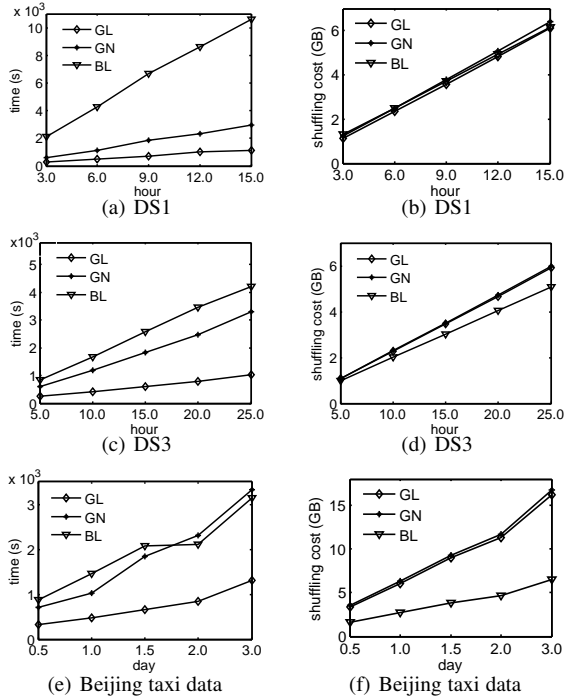 x 10³
10
8
6
4
2
0
time (s)
GL
GN
BL
3.0 6.0 9.0 12.0 15.0
hour
(a) DS1
6
4
2
0
shuffling cost (GB)
GL
GN
BL
3.0 6.0 9.0 12.0 15.0
hour
(b) DS1
x10³
5
4
3
2
1
0
time (s)
GL
GN
BL
5.0 10.0 15.0 20.0 25.0
hour
(c) DS3
6
4
2
0
shuffling cost (GB)
GL
GN
BL
5.0 10.0 15.0 20.0 25.0
hour
(d) DS3
x 10³
3
2
1
0
time (s)
GL
GN
BL
0.5 1.0 1.5 2.0 3.0
day
(e) Beijing taxi data
15
10
5
0
shuffling cost (GB)
GL
GN
BL
0.5 1.0 1.5 2.0 3.0
day
(f) Beijing taxi data